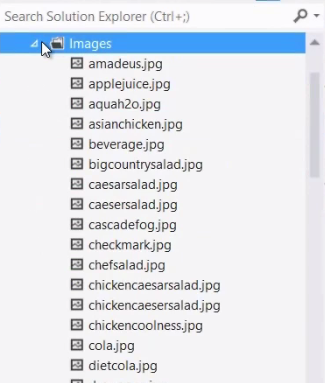 Search Solution Explorer (Ctrl+;)
Images
amadeus.jpg
applejuice.jpg
aquah2o.jpg
asianchicken.jpg
beverage.jpg
bigcountrysalad.jpg
caesarsalad.jpg
caesersalad.jpg
cascadefog.jpg
checkmark.jpg
chefsalad.jpg
chickencaesarsalad.jpg
chickencaesersalad.jpg
chickencoolness.jpg
cola.jpg
dietcola.jpg